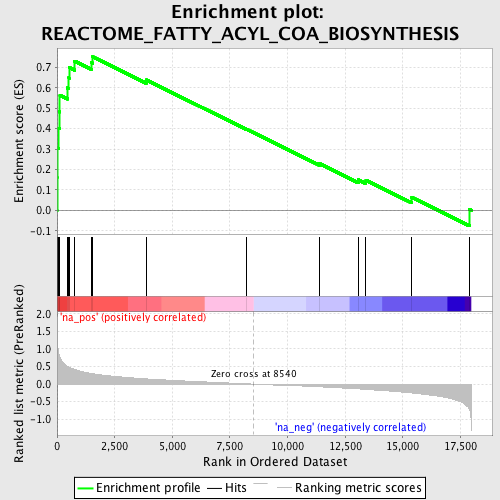 Enrichment plot:
REACTOME_FATTY_ACYL_COA_BIOSYNTHESIS
Enrichment score (ES)
0.7
0.6
0.5
0.4
0.3
0.2
0.1
0.0
-0.1
'na_pos' (positively correlated)
Ranked list metric (PreRanked)
2.0
1.5
1.0
0.5
0.0
-0.5
-1.0
Zero cross at 8540
'na_neg' (negatively correlated)
0 2,500 5,000 7,500 10,000 12,500 15,000 17,500
Rank in Ordered Dataset
Enrichment profile Hits Ranking metric scores